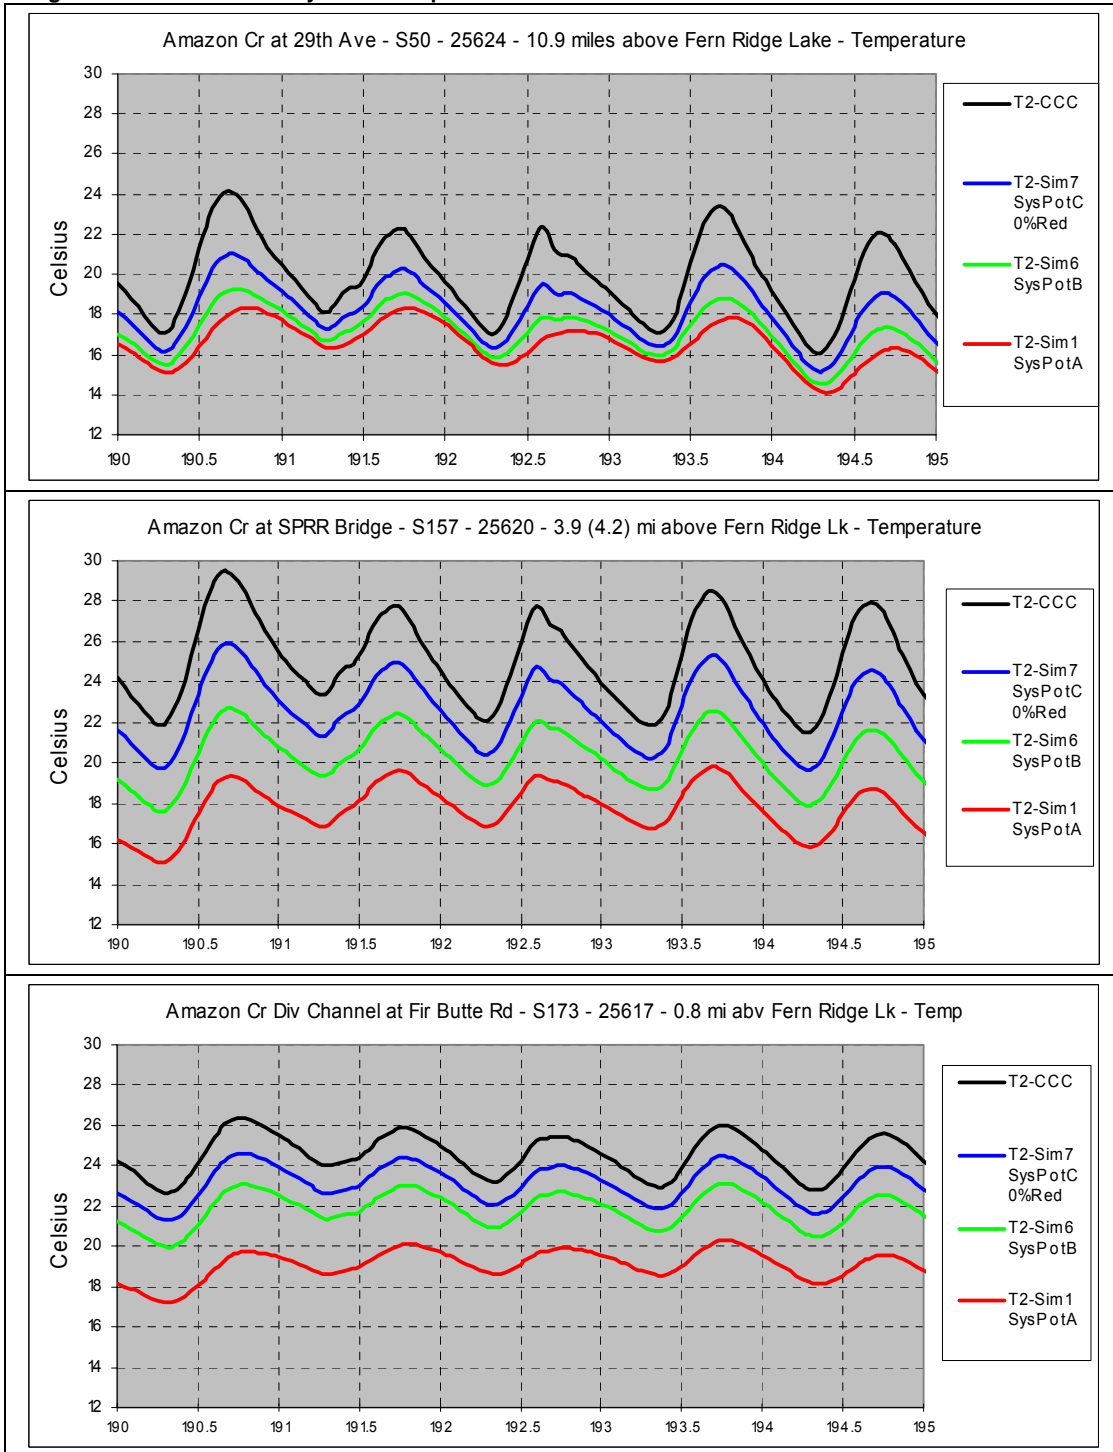 Amazon Cr at 29th Ave - S50 - 25624 - 10.9 miles above Fern Ridge Lake - Temperature
30
28
26
24
22
20
18
16
14
12
Celsius
190 190.5 191 191.5 192 192.5 193 193.5 194 194.5 195
T2-CCC
T2-Sim7
SysPotC
0%Red
T2-Sim6
SysPotB
T2-Sim1
SysPotA
Amazon Cr at SPRR Bridge - S157 - 25620 - 3.9 (4.2) mi above Fern Ridge Lk - Temperature
30
28
26
24
22
20
18
16
14
12
Celsius
190 190.5 191 191.5 192 192.5 193 193.5 194 194.5 195
T2-CCC
T2-Sim7
SysPotC
0%Red
T2-Sim6
SysPotB
T2-Sim1
SysPotA
Amazon Cr Div Channel at Fir Butte Rd - S173 - 25617 - 0.8 mi abv Fern Ridge Lk - Temp
30
28
26
24
22
20
18
16
14
12
Celsius
190 190.5 191 191.5 192 192.5 193 193.5 194 194.5 195
T2-CCC
T2-Sim7
SysPotC
0%Red
T2-Sim6
SysPotB
T2-Sim1
SysPotA